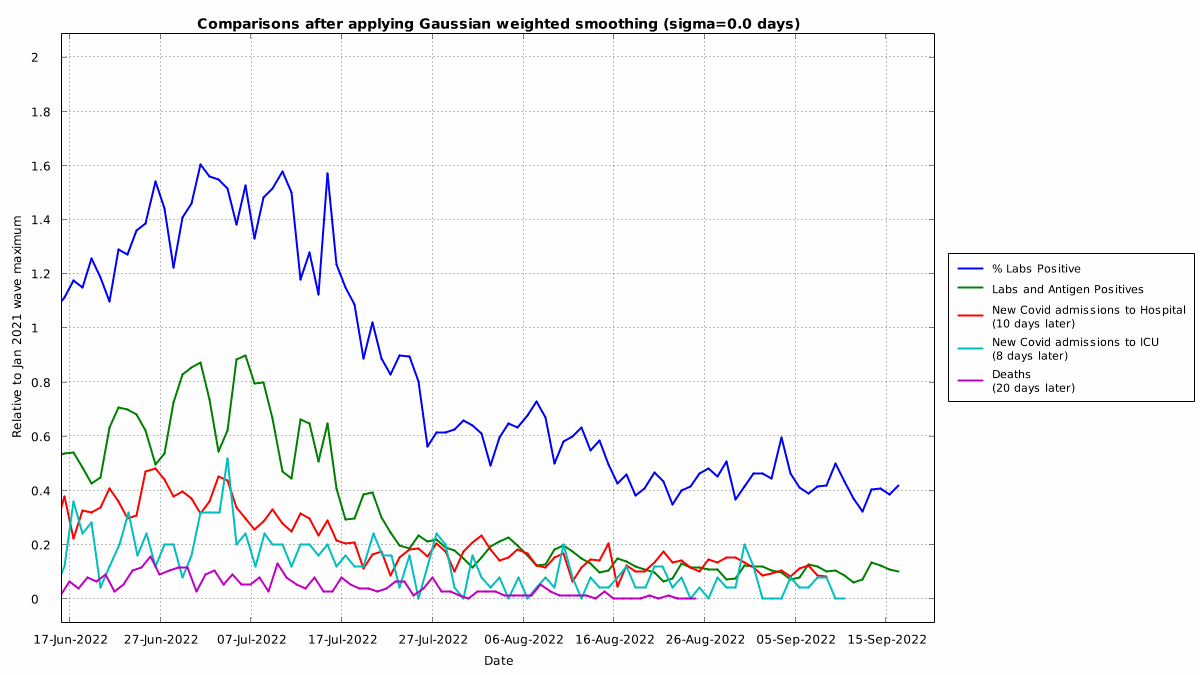 Comparisons after applying Gaussian weighted smoothing (sigma=0.0 days)
Relative to Jan 2021 wave maximum
2
1.8
1.6
1.4
1.2
1
0.8
0.6
0.4
0.2
0
17-Jun-2022 27-Jun-2022 07-Jul-2022 17-Jul-2022 27-Jul-2022 06-Aug-2022 16-Aug-2022 26-Aug-2022 05-Sep-2022 15-Sep-2022
Date
% Labs Positive
Labs and Antigen Positives
New Covid admissions to Hospital
(10 days later)
New Covid admissions to ICU
(8 days later)
Deaths
(20 days later)